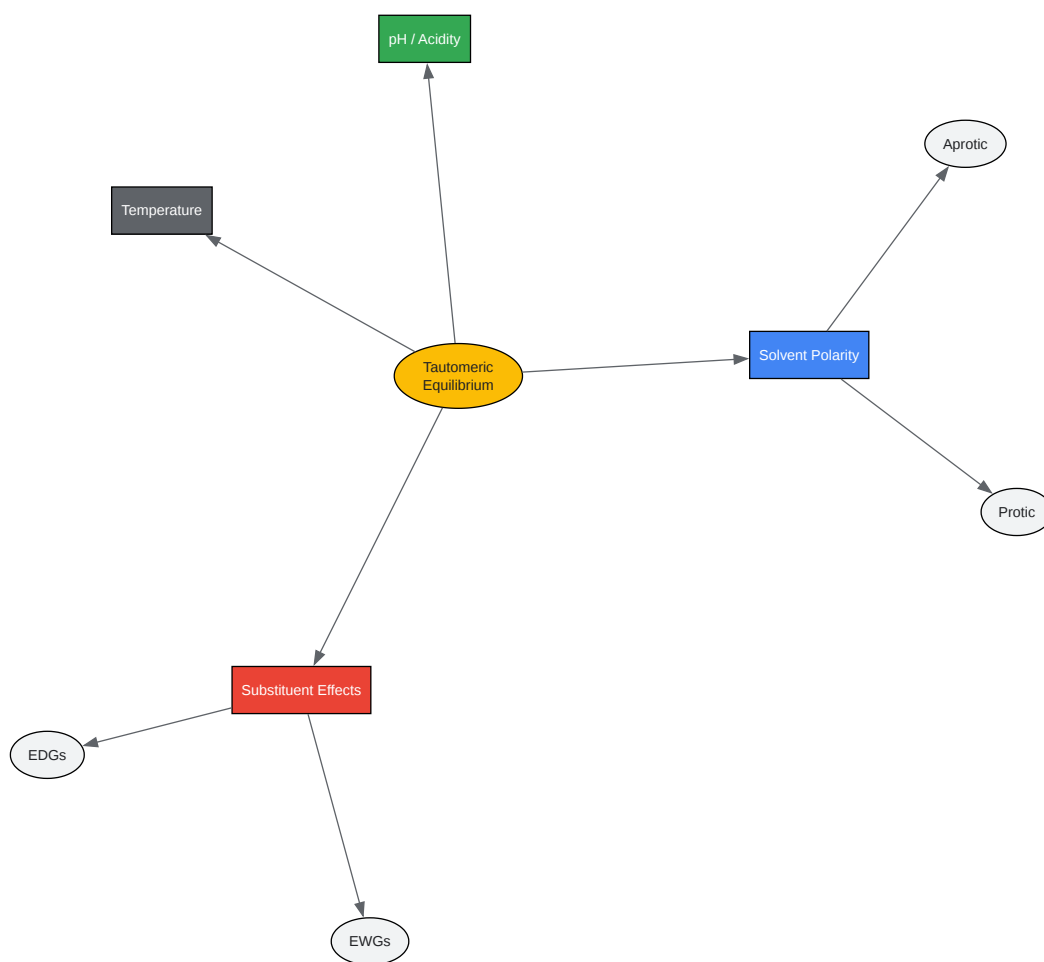 pH / Acidity
Aprotic
Temperature
Tautomeric
Equilibrium
Solvent Polarity
Protic
Substituent Effects
EDGs
EWGs